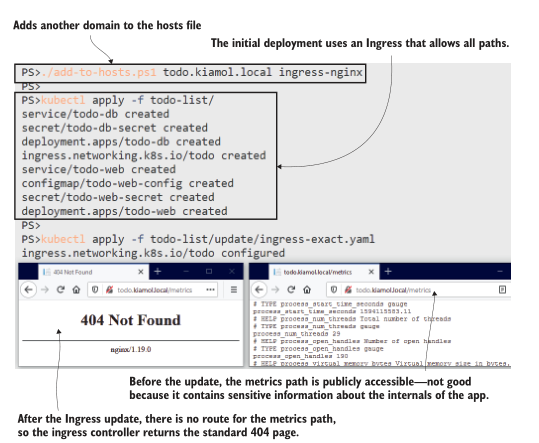 Adds another domain to the hosts file
The initial deployment uses an Ingress that allows all paths.
PS>./add-to-hosts.ps1 todo.kiamol.local ingress-nginx
PS>
PS>kubectl apply -f todo-list/
service/todo-db created
secret/todo-db-secret created
deployment.apps/todo-db created
ingress.networking.k8s.io/todo created
service/todo-web created
configmap/todo-web-config created
secret/todo-web-secret created
deployment.apps/todo-web created
PS>
PS>kubectl apply -f todo-list/update/ingress-exact.yaml
ingress.networking.k8s.io/todo configured
404 Not Found
todo.kiamol.local/metrics
404 Not Found
nginx/1.19.0
todo.kiamol.local/metrics
todo.kiamol.local/metrics
# TYPE process_start_time_seconds gauge
process_start_time_seconds 1594115583.11
# HELP process_num_threads Total number of threads
# TYPE process_num_threads gauge
process_num_threads 29
# HELP process_open_handles Number of open handles
# TYPE process_open_handles gauge
process_open_handles 190
# HELP process_virtual_memory_bytes Virtual memory size in bytes.
Before the update, the metrics path is publicly accessible—not good
because it contains sensitive information about the internals of the app.
After the Ingress update, there is no route for the metrics path,
so the ingress controller returns the standard 404 page.